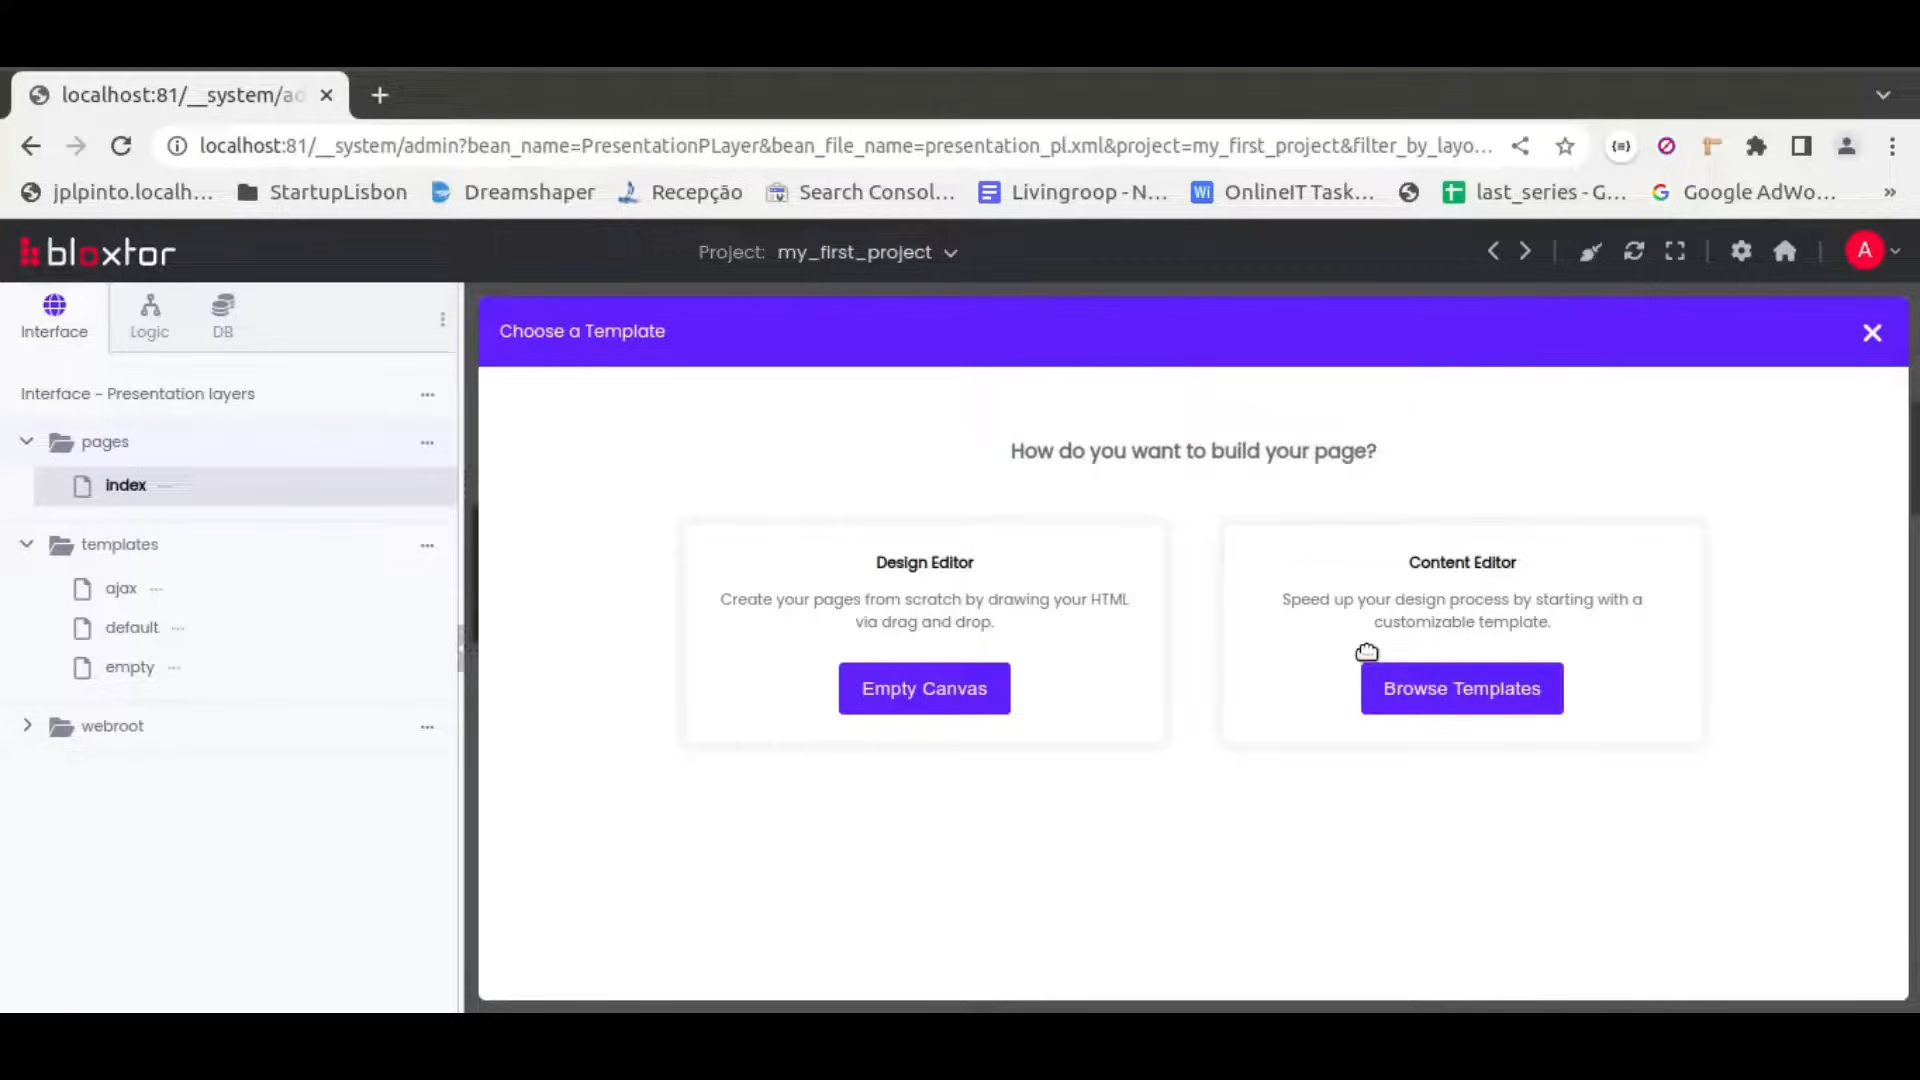 localhost:81/__system/ad
localhost:81/__system/admin?bean_name=PresentationPLayer&bean_file_name=presentation_pl.xml&project=my_first_project&filter_by_layo...
jplpinto.localh... StartupLisbon Dreamshaper Recepção Search Consol... Livingroop - N... Wi OnlineIT Task... last_series - G... Google AdWo... »
bloxtor Project: my_first_project A
Interface Logic DB
Choose a Template
Interface - Presentation layers
pages
index
templates
ajax
default
empty
webroot
How do you want to build your page?
Design Editor
Create your pages from scratch by drawing your HTML
via drag and drop.
Empty Canvas
Content Editor
Speed up your design process by starting with a
customizable template.
Browse Templates